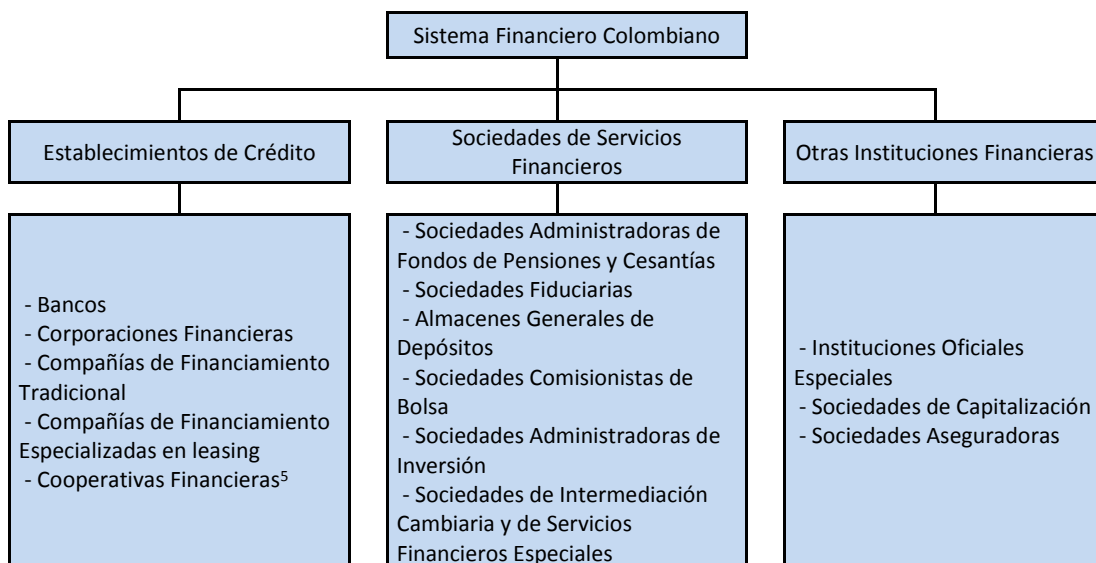 Sistema Financiero Colombiano
Establecimientos de Crédito
Sociedades de Servicios
Financieros
Otras Instituciones Financieras
- Bancos
- Corporaciones Financieras
- Compañías de Financiamiento
Tradicional
- Compañías de Financiamiento
Especializadas en leasing
- Cooperativas Financieras⁵
- Sociedades Administradoras de
Fondos de Pensiones y Cesantías
- Sociedades Fiduciarias
- Almacenes Generales de
Depósitos
- Sociedades Comisionistas de
Bolsa
- Sociedades Administradoras de
Inversión
- Sociedades de Intermediación
Cambiaria y de Servicios
Financieros Especiales
- Instituciones Oficiales
Especiales
- Sociedades de Capitalización
- Sociedades Aseguradoras